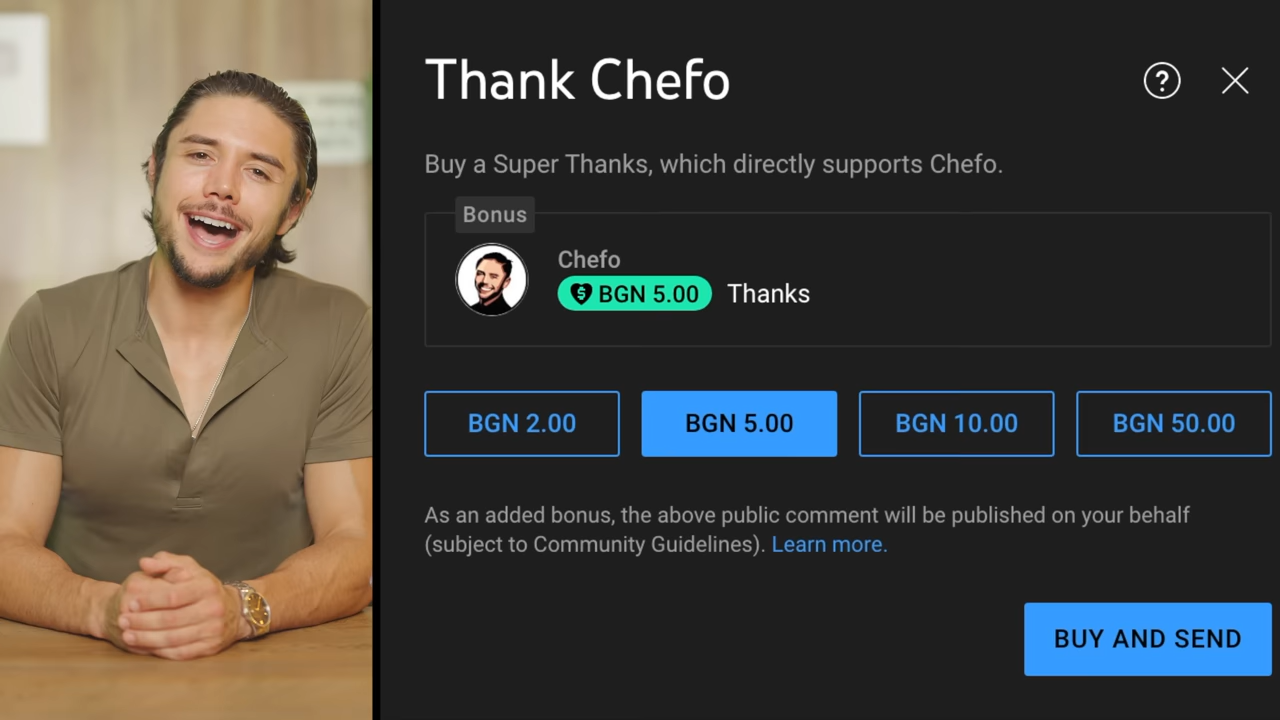 Thank Chefo
Buy a Super Thanks, which directly supports Chefo.
Bonus
Chefo
BGN 5.00 Thanks
BGN 2.00
BGN 5.00
BGN 10.00
BGN 50.00
As an added bonus, the above public comment will be published on your behalf
(subject to Community Guidelines). Learn more.
BUY AND SEND